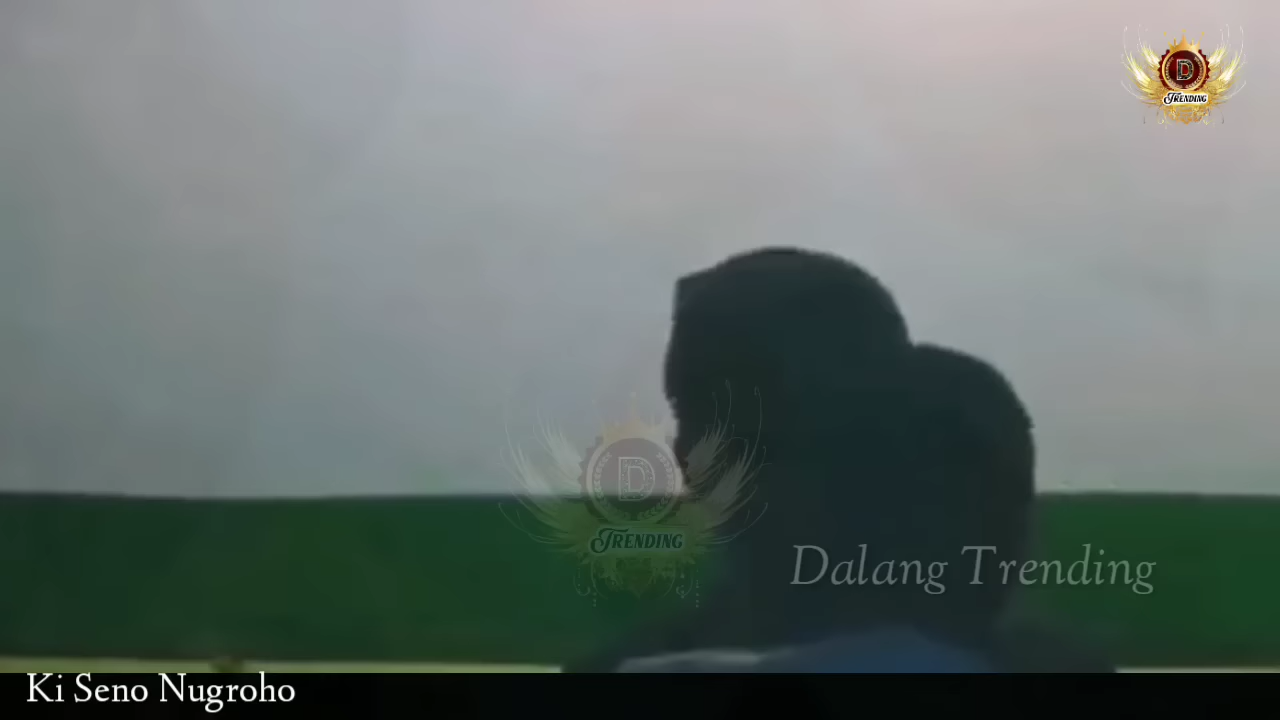 D
TRENDING
D
TRENDING
Dalang Trending
Ki Seno Nugroho